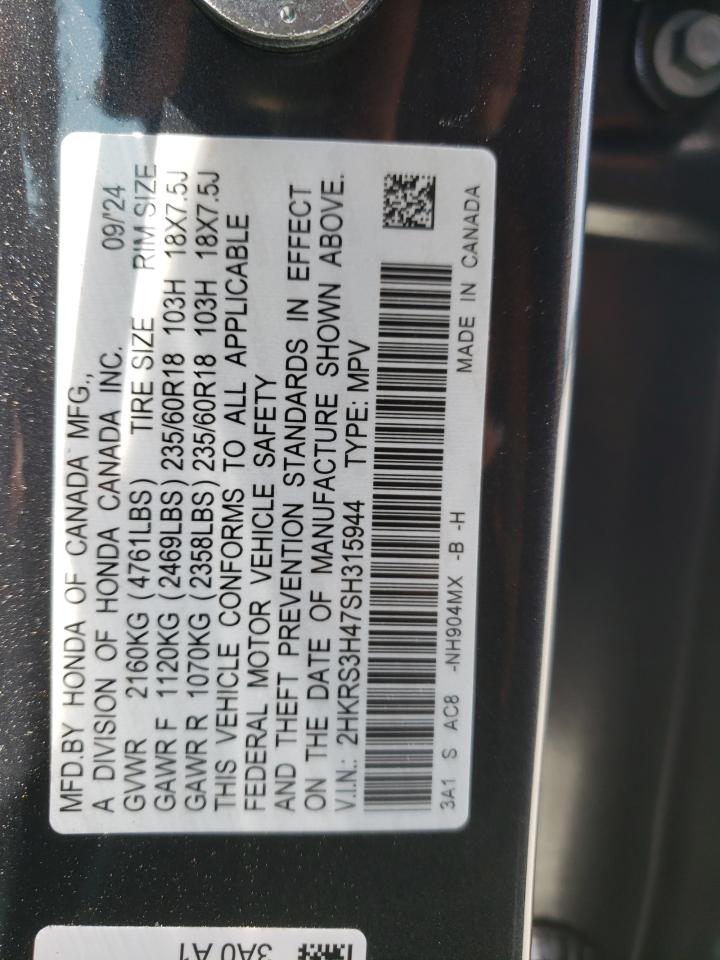 MFD.BY HONDA OF CANADA MFG.,
A DIVISION OF HONDA CANADA INC. 09/'24
GVWR 2160KG (4761LBS) TIRE SIZE RIM SIZE
GAWR F 1120KG (2469LBS) 235/60R18 103H 18X7.5J
GAWR R 1070KG (2358LBS) 235/60R18 103H 18X7.5J
THIS VEHICLE CONFORMS TO ALL APPLICABLE
FEDERAL MOTOR VEHICLE SAFETY
AND THEFT PREVENTION STANDARDS IN EFFECT
ON THE DATE OF MANUFACTURE SHOWN ABOVE.
V.I.N.: 2HKRS3H47SH315944 TYPE: MPV
3A1 S AC8 -NH904MX -B -H
MADE IN CANADA
3A0 A1